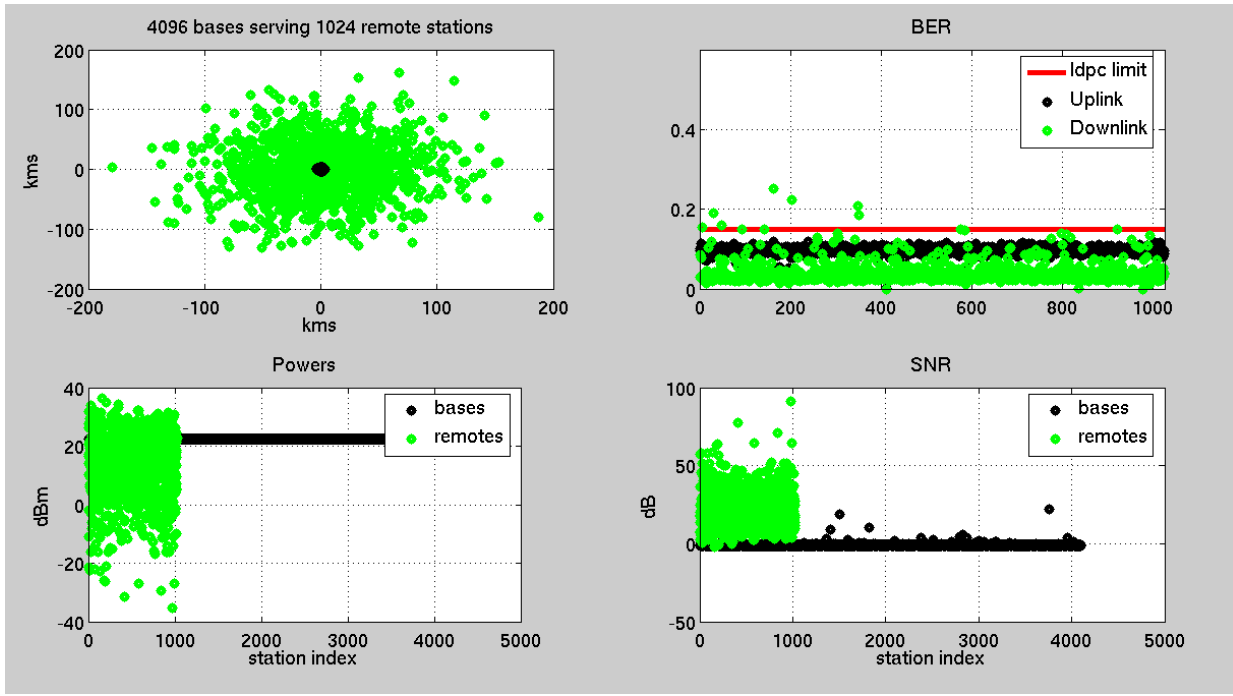 4096 bases serving 1024 remote stations
200
100
0
-100
-200
kms
-200
-100
0
100
200
kms
BER
ldpc limit
Uplink
Downlink
0.4
0.2
0
0
200
400
600
800
1000
Powers
bases
remotes
40
20
0
-20
-40
dBm
0
1000
2000
3000
4000
5000
station index
SNR
bases
remotes
100
50
0
-50
dB
0
1000
2000
3000
4000
5000
station index